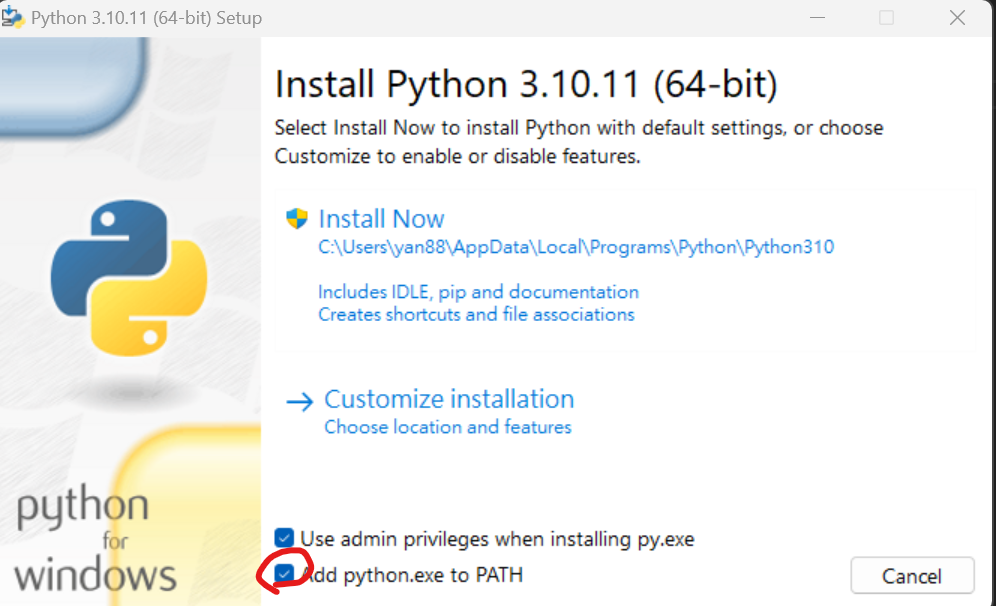 Python 3.10.11 (64-bit) Setup
Install Python 3.10.11 (64-bit)
Select Install Now to install Python with default settings, or choose
Customize to enable or disable features.
Install Now
C:\Users\yan88\AppData\Local\Programs\Python\Python310
Includes IDLE, pip and documentation
Creates shortcuts and file associations
Customize installation
Choose location and features
python
for
windows
Use admin privileges when installing py.exe
Add python.exe to PATH
Cancel